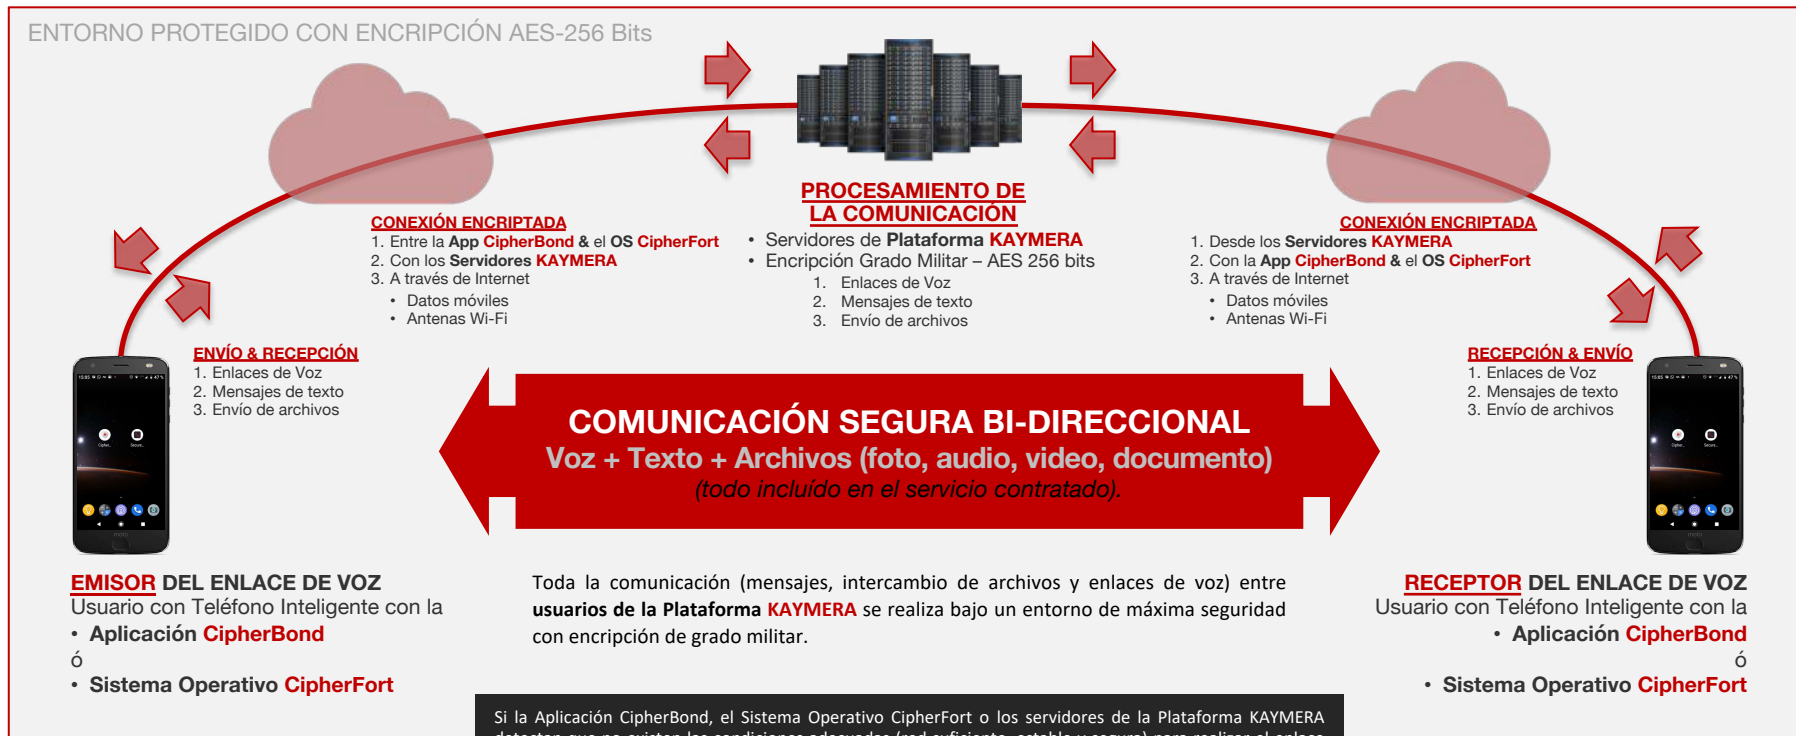 ENTORNO PROTEGIDO CON ENCRIPCIÓN AES-256 Bits
PROCESAMIENTO DE
LA COMUNICACIÓN
• Servidores de Plataforma KAYMERA
• Encripción Grado Militar – AES 256 bits
1. Enlaces de Voz
2. Mensajes de texto
3. Envío de archivos
CONEXIÓN ENCRIPTADA
1. Entre la App CipherBond & el OS CipherFort
2. Con los Servidores KAYMERA
3. A través de Internet
• Datos móviles
• Antenas Wi-Fi
CONEXIÓN ENCRIPTADA
1. Desde los Servidores KAYMERA
2. Con la App CipherBond & el OS CipherFort
3. A través de Internet
• Datos móviles
• Antenas Wi-Fi
ENVÍO & RECEPCIÓN
1. Enlaces de Voz
2. Mensajes de texto
3. Envío de archivos
RECEPCIÓN & ENVÍO
1. Enlaces de Voz
2. Mensajes de texto
3. Envío de archivos
COMUNICACIÓN SEGURA BI-DIRECCIONAL
Voz + Texto + Archivos (foto, audio, video, documento)
(todo incluído en el servicio contratado).
EMISOR DEL ENLACE DE VOZ
Usuario con Teléfono Inteligente con la
• Aplicación CipherBond
ó
• Sistema Operativo CipherFort
Toda la comunicación (mensajes, intercambio de archivos y enlaces de voz) entre
usuarios de la Plataforma KAYMERA se realiza bajo un entorno de máxima seguridad
con encripción de grado militar.
RECEPTOR DEL ENLACE DE VOZ
Usuario con Teléfono Inteligente con la
• Aplicación CipherBond
ó
• Sistema Operativo CipherFort
Si la Aplicación CipherBond, el Sistema Operativo CipherFort o los servidores de la Plataforma KAYMERA